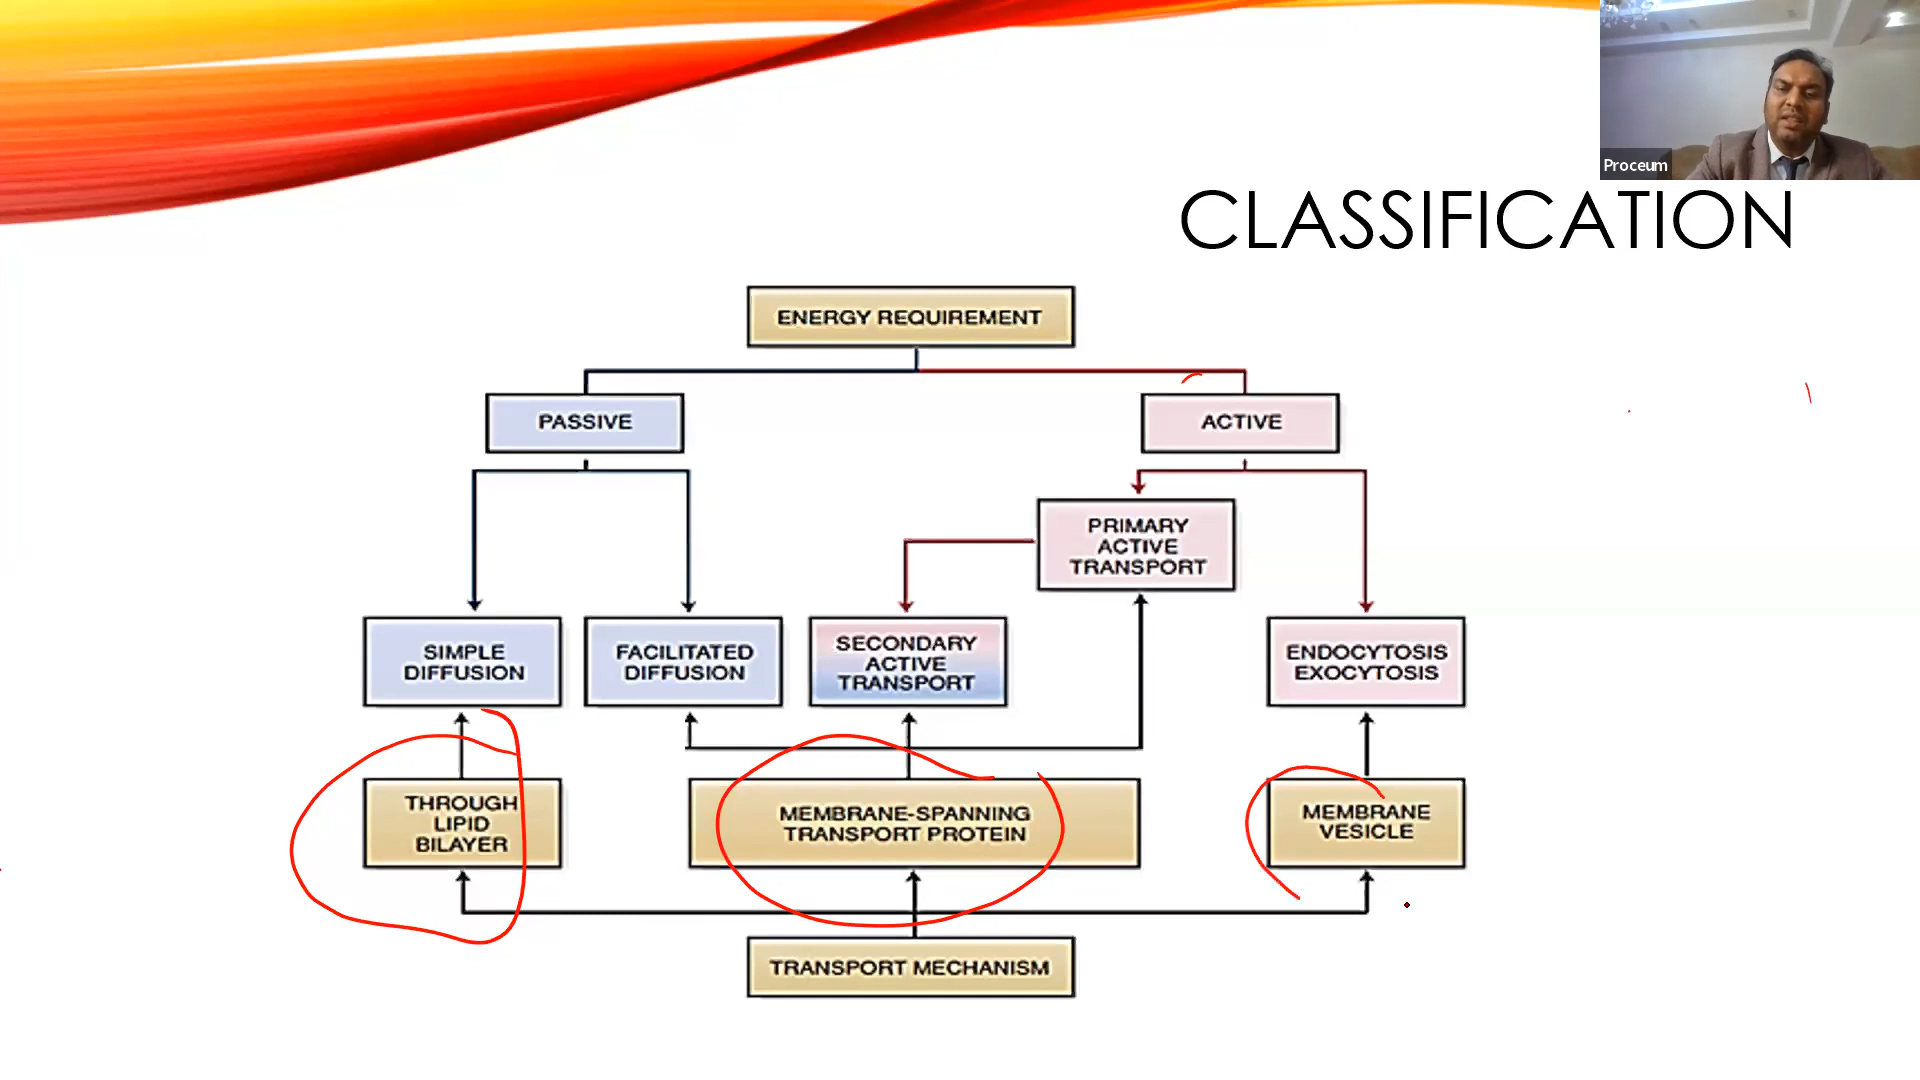 Proceum
CLASSIFICATION
ENERGY REQUIREMENT
PASSIVE
ACTIVE
PRIMARY
ACTIVE
TRANSPORT
SIMPLE
DIFFUSION
FACILITATED
DIFFUSION
SECONDARY
ACTIVE
TRANSPORT
ENDOCYTOSIS
EXOCYTOSIS
THROUGH
LIPID
BILAYER
MEMBRANE-SPANNING
TRANSPORT PROTEIN
MEMBRANE
VESICLE
TRANSPORT MECHANISM